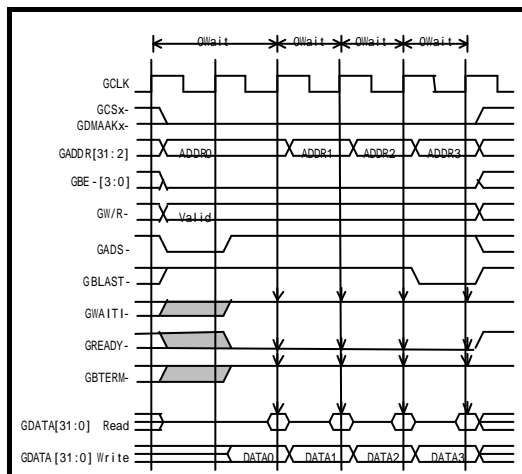 0Wait 0Wait 0Wait 0Wait
GCLK
GCSx-
GDMAAKx-
GADDR[31:2] ADDR0 ADDR1 ADDR2 ADDR3
GBE-[3:0]
GW/R- Valid
GADS-
GBLAST-
GWAITI-
GREADY-
GBTERM-
GDATA[31:0] Read
GDATA[31:0] Write DATA0 DATA1 DATA2 DATA3